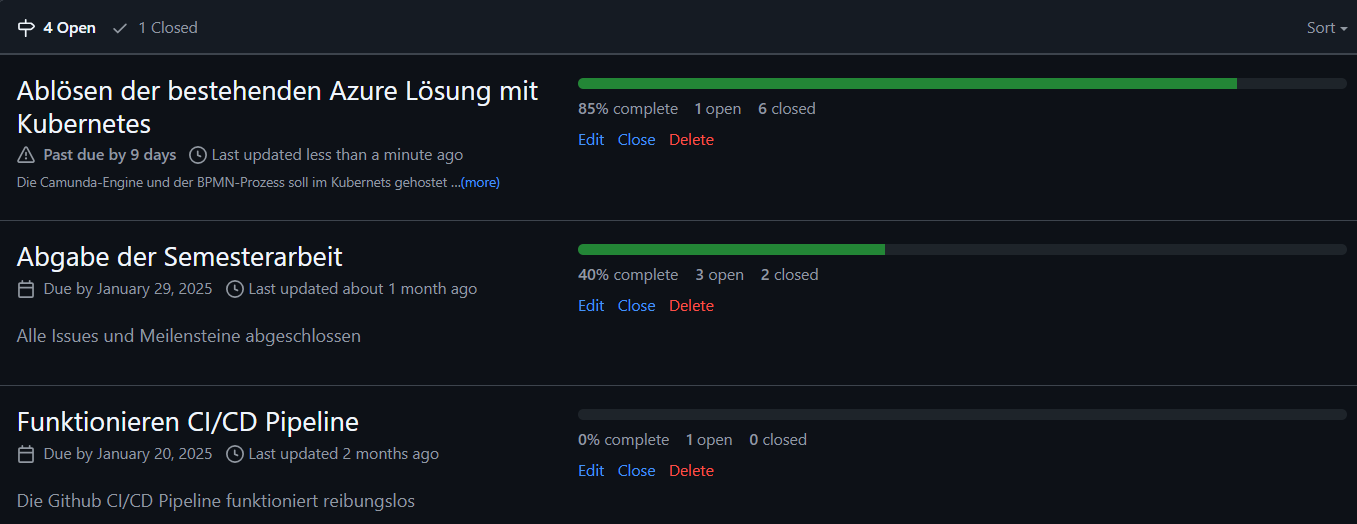 4 Open 1 Closed Sort
Ablösen der bestehenden Azure Lösung mit
Kubernetes
Past due by 9 days Last updated less than a minute ago
Die Camunda-Engine und der BPMN-Prozess soll im Kubernets gehostet ...(more)
85% complete 1 open 6 closed
Edit Close Delete
Abgabe der Semesterarbeit
Due by January 29, 2025 Last updated about 1 month ago
Alle Issues und Meilensteine abgeschlossen
40% complete 3 open 2 closed
Edit Close Delete
Funktionieren CI/CD Pipeline
Due by January 20, 2025 Last updated 2 months ago
Die Github CI/CD Pipeline funktioniert reibungslos
0% complete 1 open 0 closed
Edit Close Delete